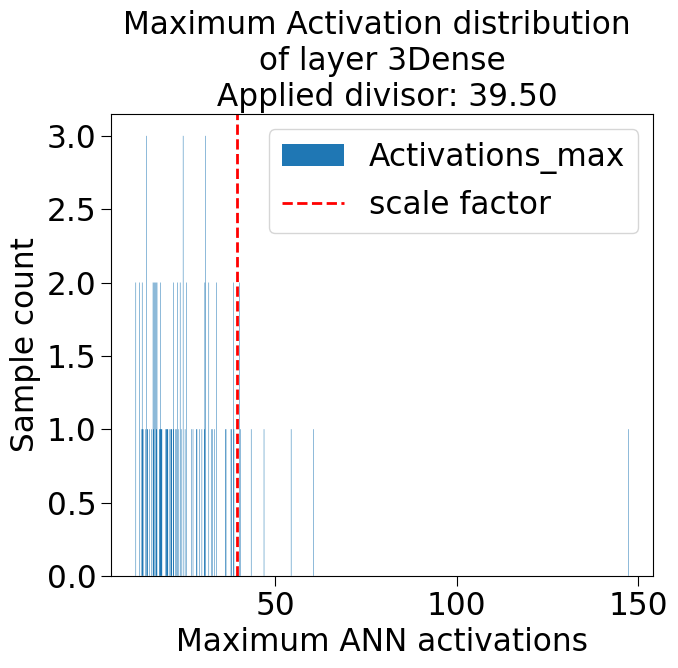 Maximum Activation distribution
of layer 3Dense
Applied divisor: 39.50
Activations_max
scale factor
Sample count
3.0
2.5
2.0
1.5
1.0
0.5
0.0
50
100
150
Maximum ANN activations